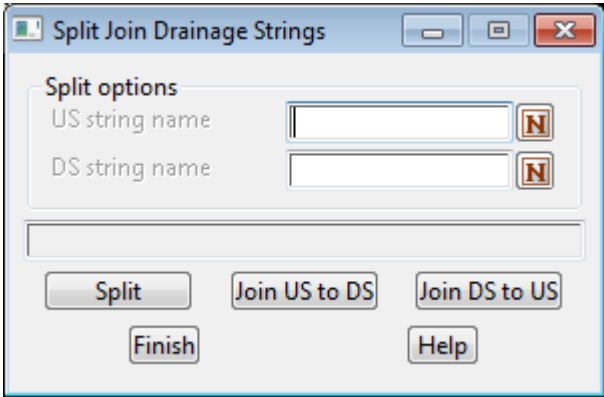 Split Join Drainage Strings
Split options
US string name N
DS string name N
Split Join US to DS Join DS to US
Finish Help